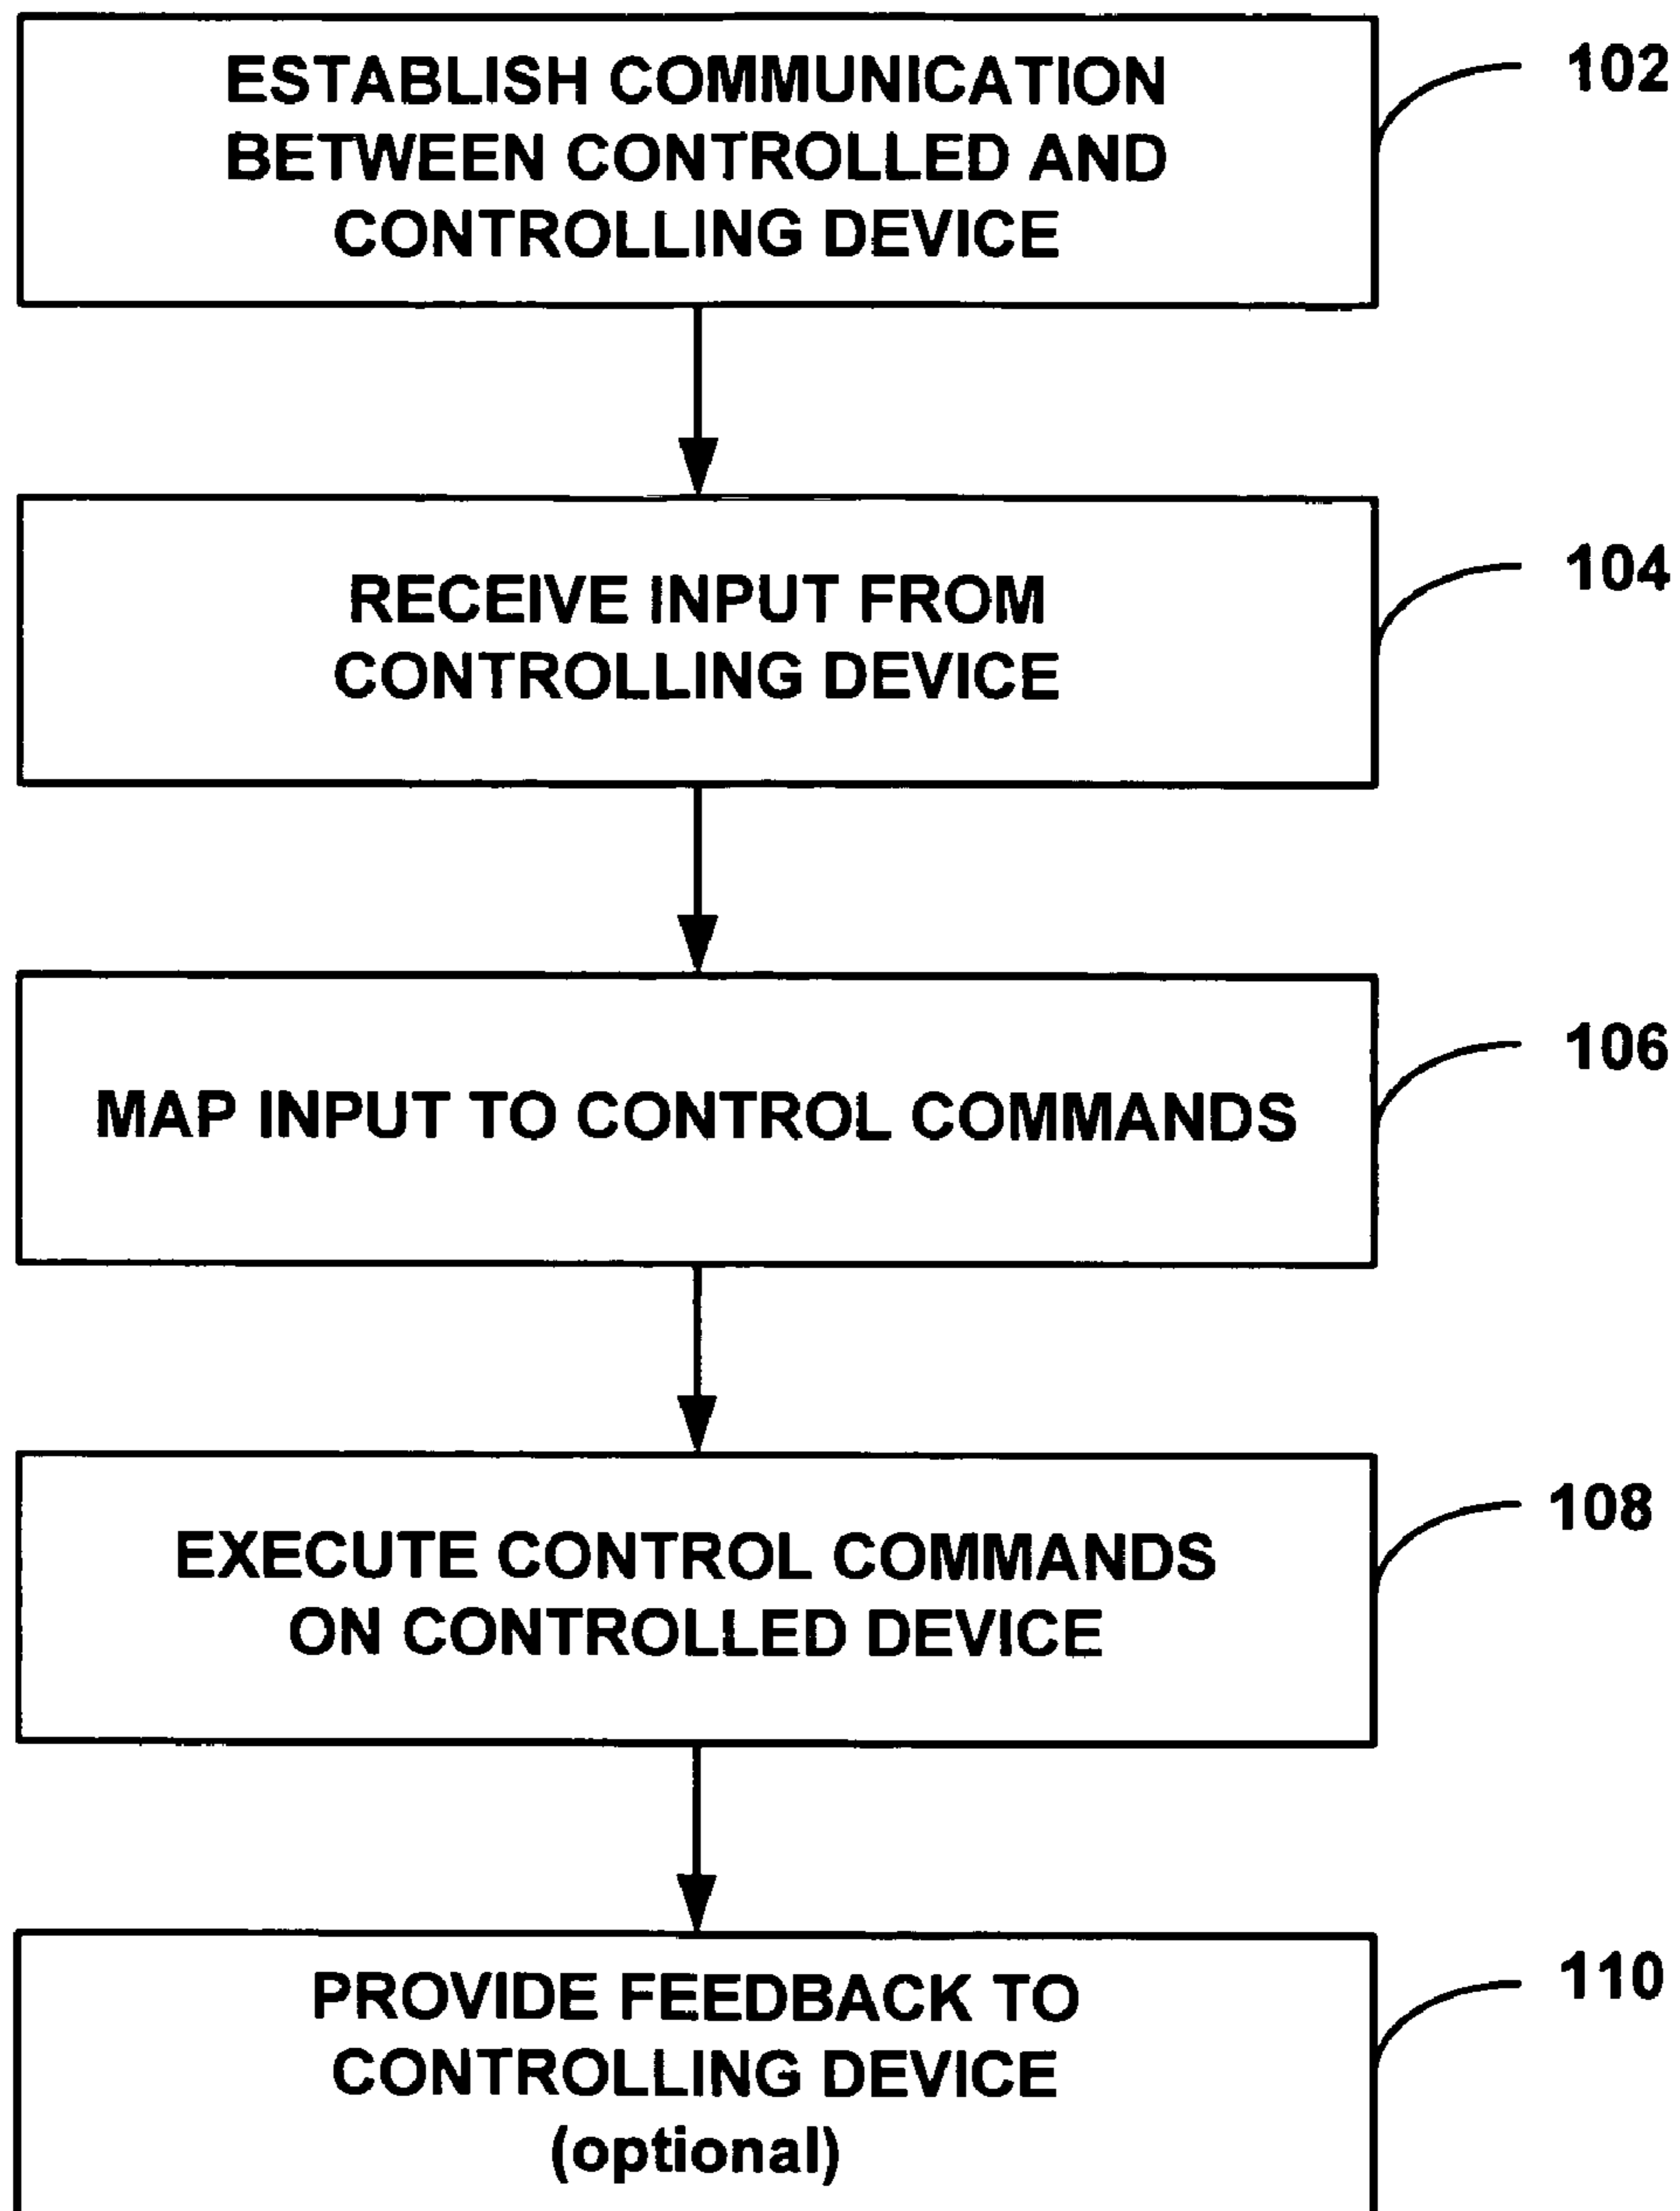 ESTABLISH COMMUNICATION
BETWEEN CONTROLLED AND
CONTROLLING DEVICE
102
RECEIVE INPUT FROM
CONTROLLING DEVICE
104
MAP INPUT TO CONTROL COMMANDS
106
EXECUTE CONTROL COMMANDS
ON CONTROLLED DEVICE
108
PROVIDE FEEDBACK TO
CONTROLLING DEVICE
(optional)
110